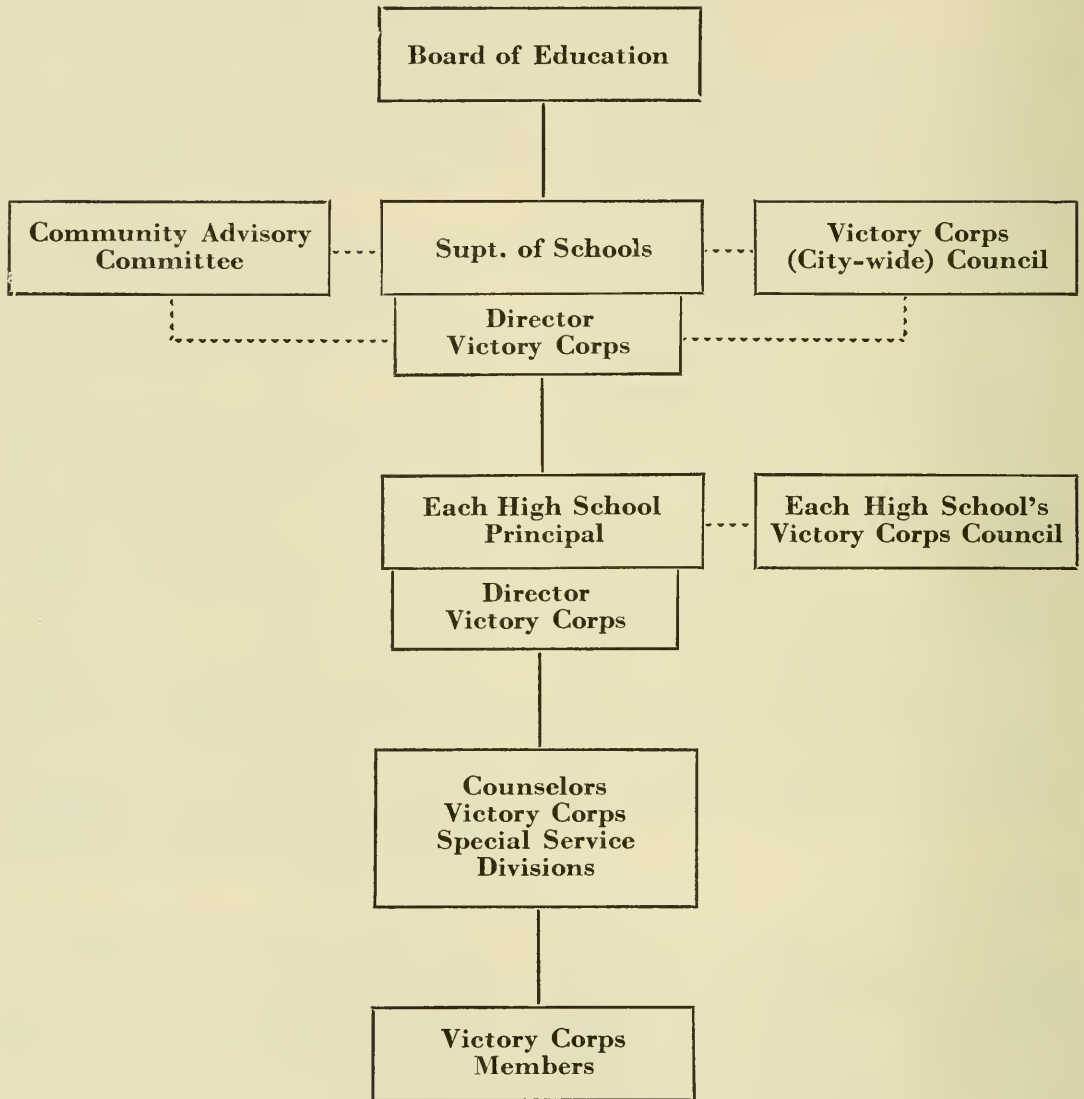 Board of Education
Community Advisory
Committee
Supt. of Schools
Victory Corps
(City-wide) Council
Director
Victory Corps
Each High School
Principal
Each High School's
Victory Corps Council
Director
Victory Corps
Counselors
Victory Corps
Special Service
Divisions
Victory Corps
Members